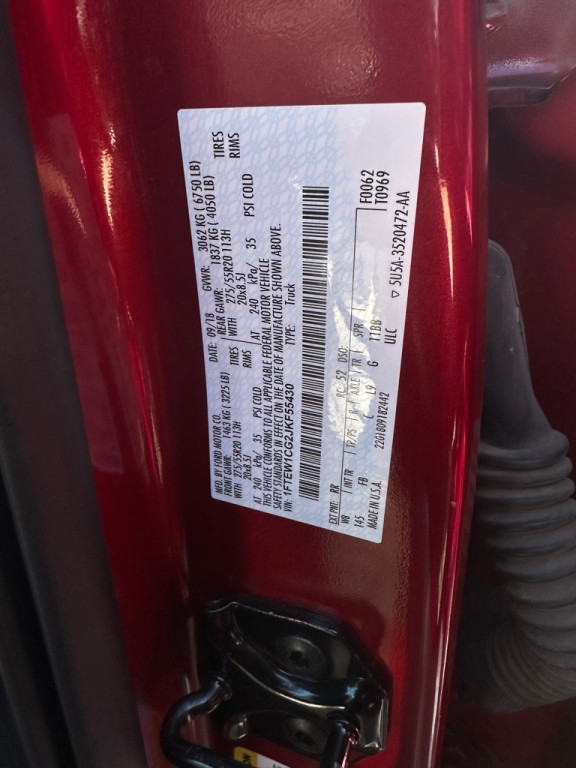 MFD. BY FORD MOTOR CO.
DATE: 09/18
GVWR: 3062 KG ( 6750 LB)
FRONT GAWR: 1463 KG ( 3225 LB)
REAR GAWR: 1837 KG ( 4050 LB)
WITH 275/55R20 113H TIRES
WITH 275/55R20 113H TIRES
20x8.5J RIMS
20x8.5J RIMS
AT 240 kPa/ 35 PSI COLD
AT 240 kPa/ 35 PSI COLD
THIS VEHICLE CONFORMS TO ALL APPLICABLE FEDERAL MOTOR VEHICLE
SAFETY STANDARDS IN EFFECT ON THE DATE OF MANUFACTURE SHOWN ABOVE.
VIN: 1FTEW1CG2JKF55430
Truck
F0062
T0969
EXT PNT: RR RC: 52 DSO:
WB INT TR TP/PS R AXLE TR SPR
145 FB C L9 G 11BB
MADE IN U.S.A. 2201809182442 ULC
5U5A-3520472-AA